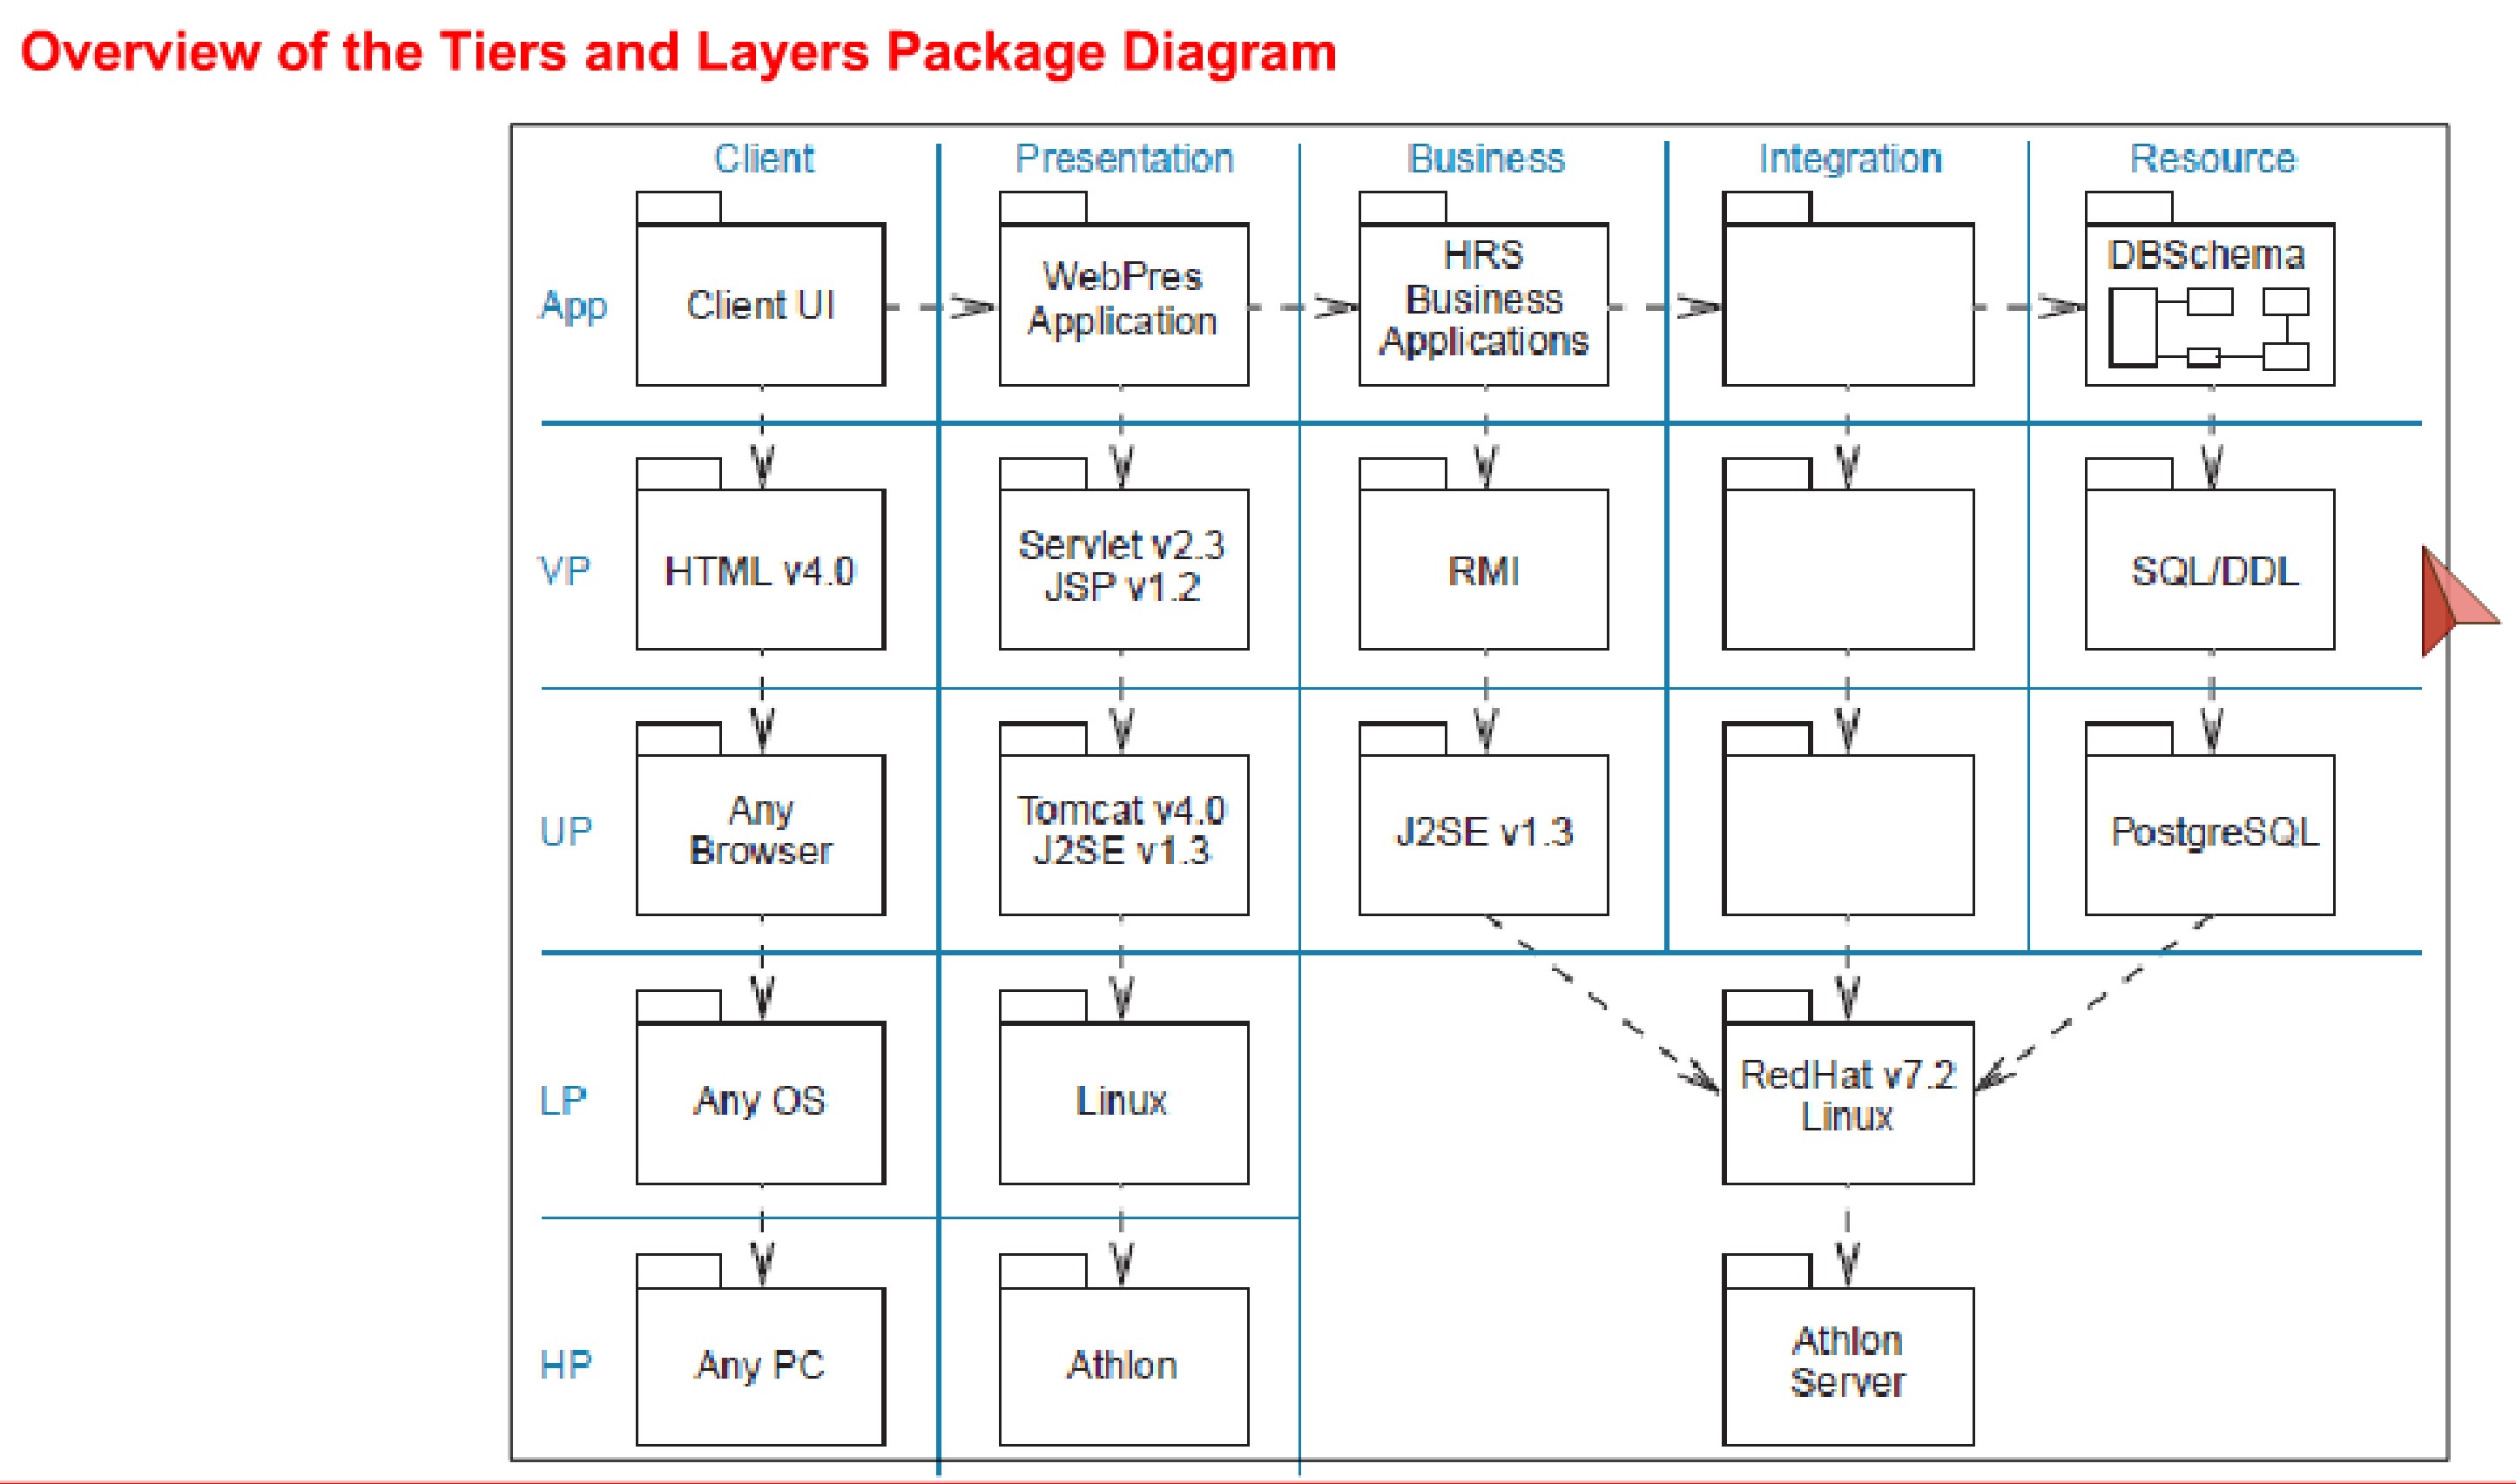 Overview of the Tiers and Layers Package Diagram
Client
Presentation
Business
Integration
Resource
App
Client UI
WebPres
Application
HRS
Business
Applications
DBSchema
VP
HTML v4.0
Servlet v2.3
JSP v1.2
RMI
SQL/DDL
UP
Any
Browser
Tomcat v4.0
J2SE v1.3
J2SE v1.3
PostgreSQL
LP
Any OS
Linux
RedHat v7.2
Linux
HP
Any PC
Athlon
Athlon
Server